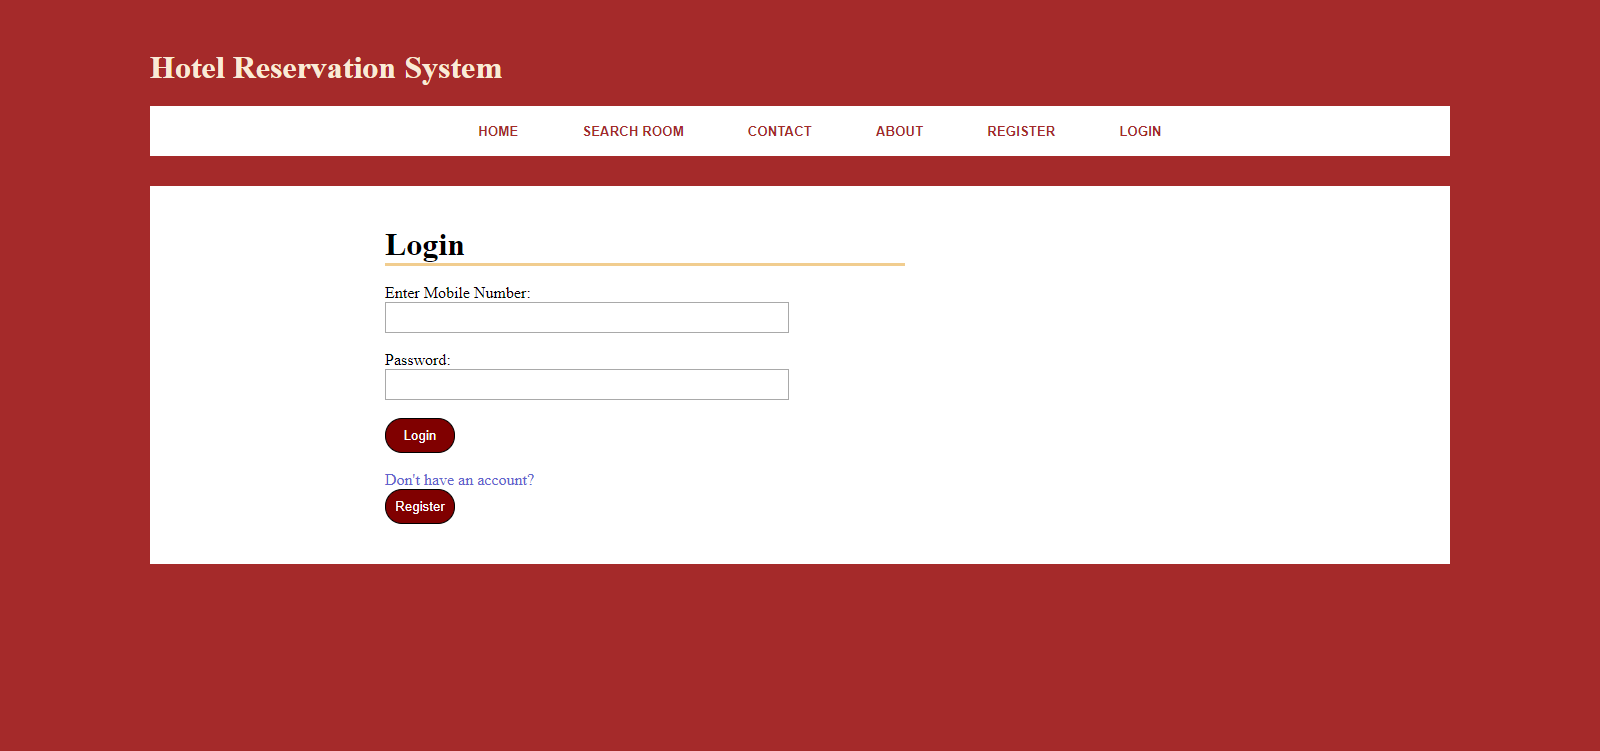 Hotel Reservation System
HOME SEARCH ROOM CONTACT ABOUT REGISTER LOGIN
Login
Enter Mobile Number:
Password:
Login
Don't have an account?
Register